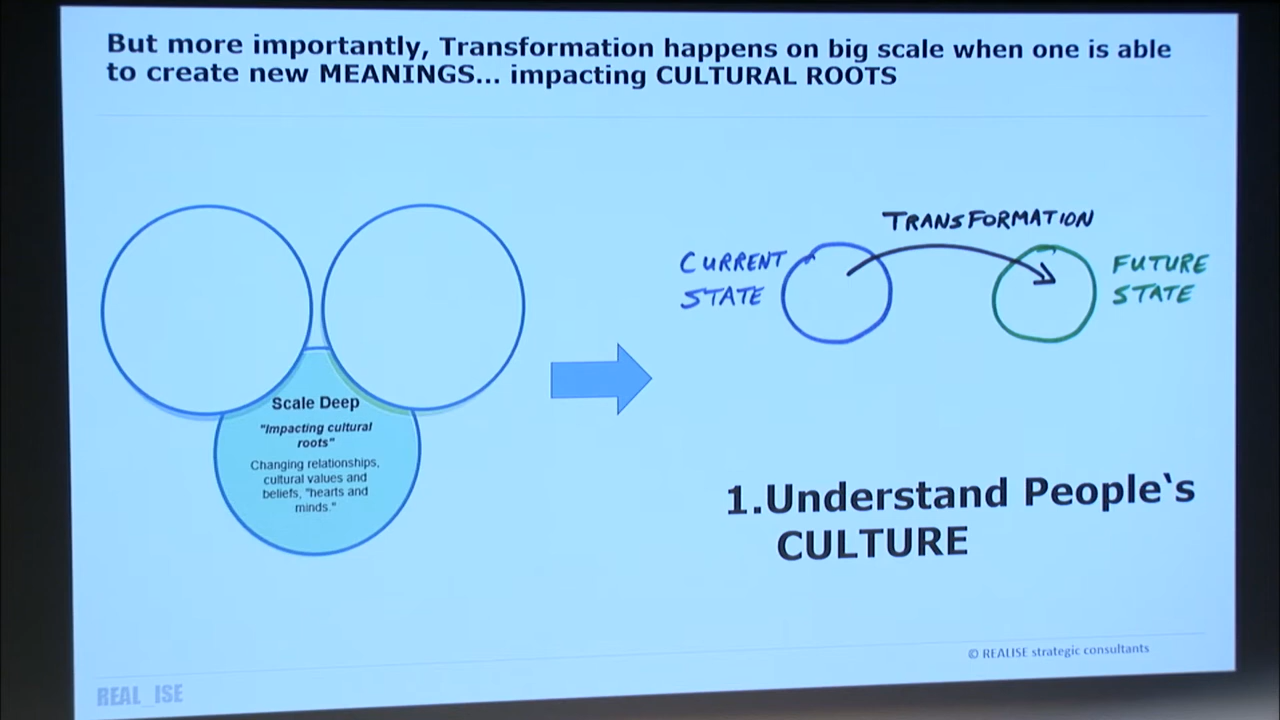 But more importantly, Transformation happens on big scale when one is able
to create new MEANINGS... impacting CULTURAL ROOTS
Scale Deep
"Impacting cultural
roots"
Changing relationships,
cultural values and
beliefs, "hearts and
minds."
TRANSFORMATION
CURRENT
STATE
FUTURE
STATE
1.Understand People‘s
CULTURE
© REALISE strategic consultants
REAL_ISE